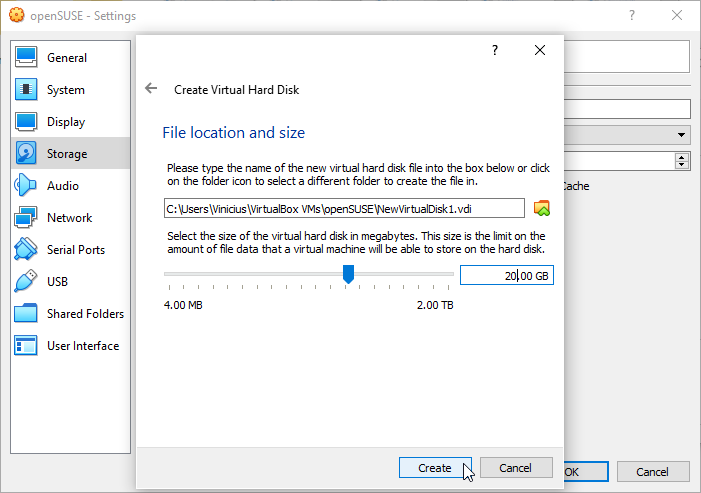 openSUSE - Settings
?
General
System
Display
Storage
Audio
Network
Serial Ports
USB
Shared Folders
User Interface
?
Create Virtual Hard Disk
File location and size
Please type the name of the new virtual hard disk file into the box below or click
on the folder icon to select a different folder to create the file in.
C:\Users\Vinicius\VirtualBox VMs\openSUSE\NewVirtualDisk1.vdi
Select the size of the virtual hard disk in megabytes. This size is the limit on the
amount of file data that a virtual machine will be able to store on the hard disk.
20.00 GB
4.00 MB
2.00 TB
Create
Cancel
Cache
OK
Cancel